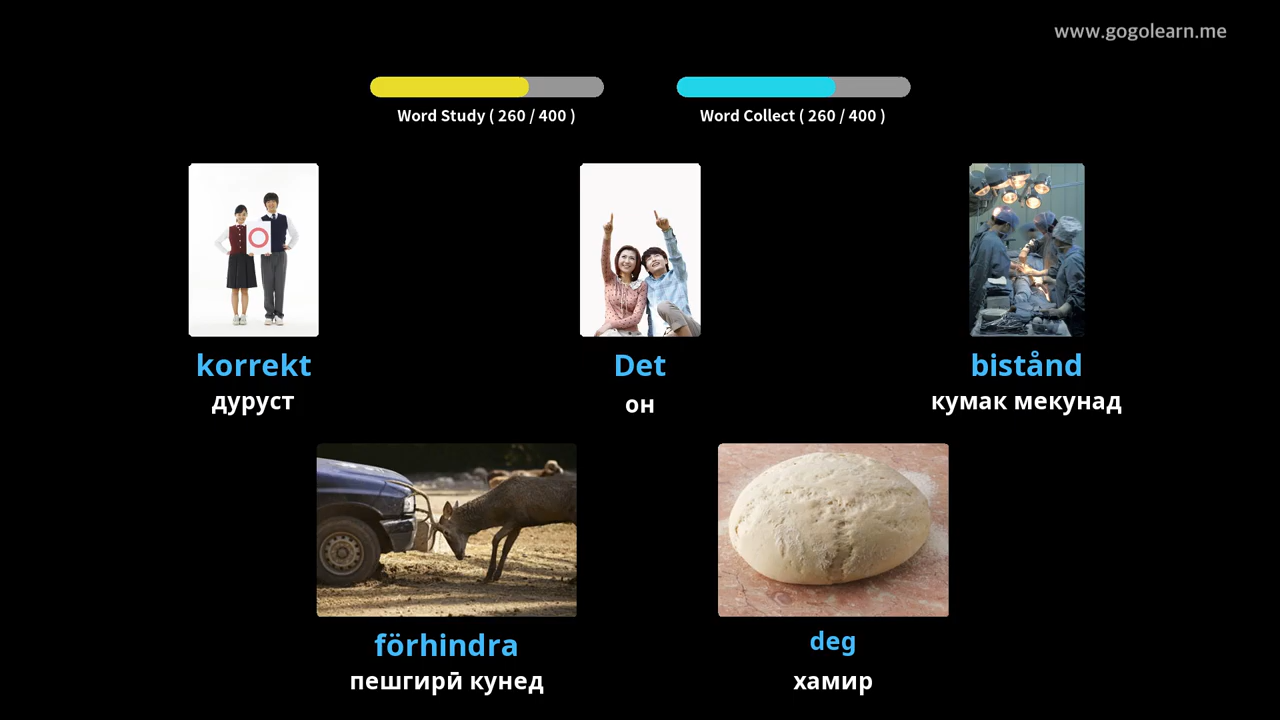 www.gogolearn.me
Word Study ( 260 / 400 )
Word Collect ( 260 / 400 )
korrekt
дуруст
Det
он
bistånd
кумак мекунад
förhindra
пешгирӣ кунед
deg
хамир